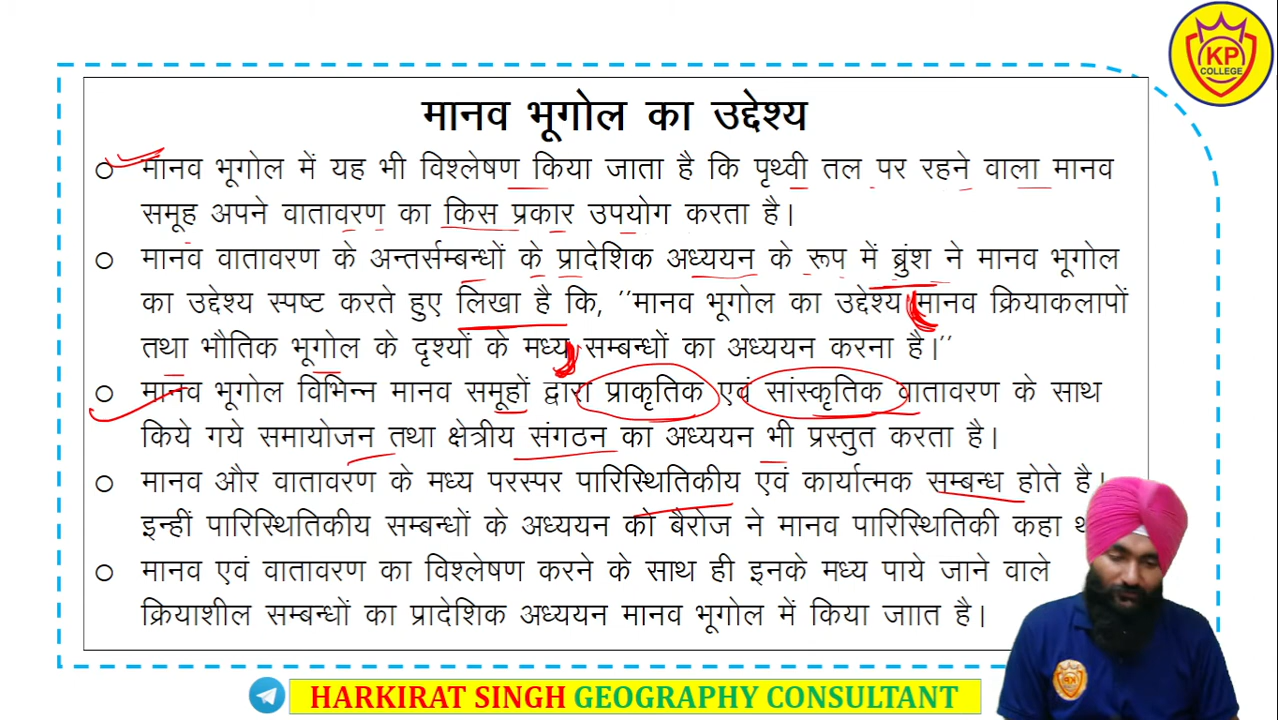 KP
COLLEGE
मानव भूगोल का उद्देश्य
○ मानव भूगोल में यह भी विश्लेषण किया जाता है कि पृथ्वी तल पर रहने वाला मानव
समूह अपने वातावरण का किस प्रकार उपयोग करता है।
○ मानव वातावरण के अन्तर्सम्बन्धों के प्रादेशिक अध्ययन के रूप में ब्रुंश ने मानव भूगोल
का उद्देश्य स्पष्ट करते हुए लिखा है कि, ''मानव भूगोल का उद्देश्य मानव क्रियाकलापों
तथा भौतिक भूगोल के दृश्यों के मध्य सम्बन्धों का अध्ययन करना है।''
○ मानव भूगोल विभिन्न मानव समूहों द्वारा प्राकृतिक एवं सांस्कृतिक वातावरण के साथ
किये गये समायोजन तथा क्षेत्रीय संगठन का अध्ययन भी प्रस्तुत करता है।
○ मानव और वातावरण के मध्य परस्पर पारिस्थितिकीय एवं कार्यात्मक सम्बन्ध होते है।
इन्हीं पारिस्थितिकीय सम्बन्धों के अध्ययन को बैरोज ने मानव पारिस्थितिकी कहा
○ मानव एवं वातावरण का विश्लेषण करने के साथ ही इनके मध्य पाये जाने वाले
क्रियाशील सम्बन्धों का प्रादेशिक अध्ययन मानव भूगोल में किया जाात है।
HARKIRAT SINGH GEOGRAPHY CONSULTANT